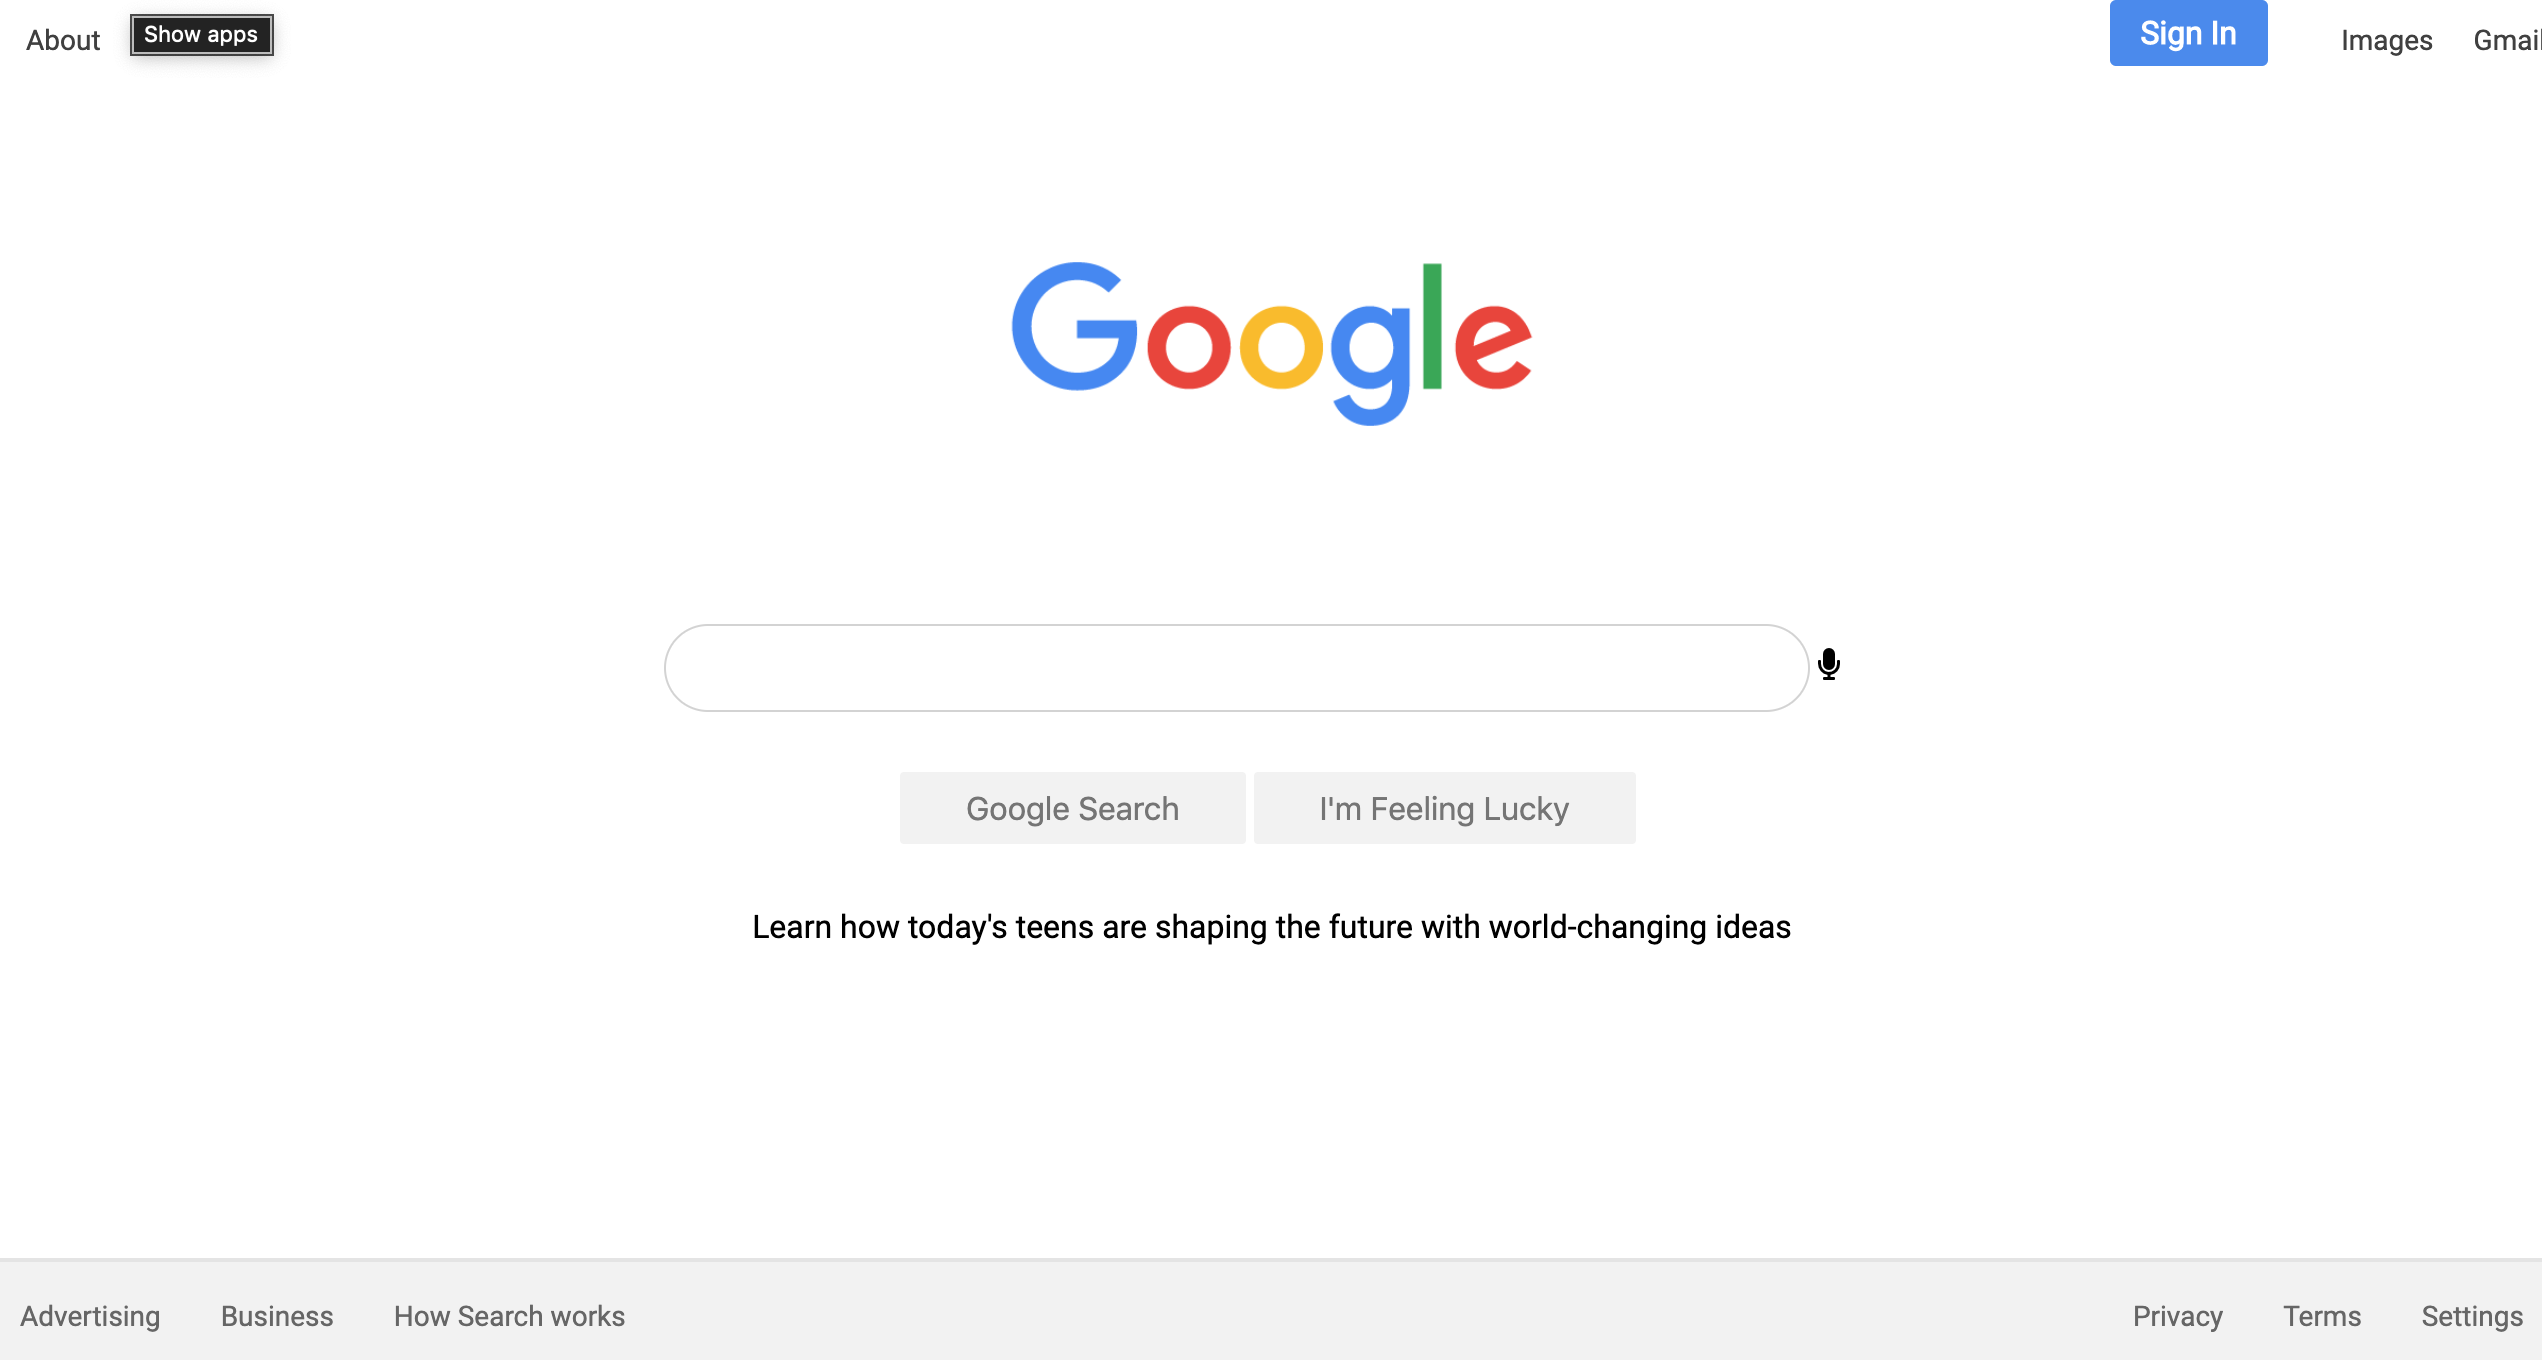 About Show apps Sign In Images Gmail
Google
Google Search I'm Feeling Lucky
Learn how today's teens are shaping the future with world-changing ideas
Advertising Business How Search works Privacy Terms Settings